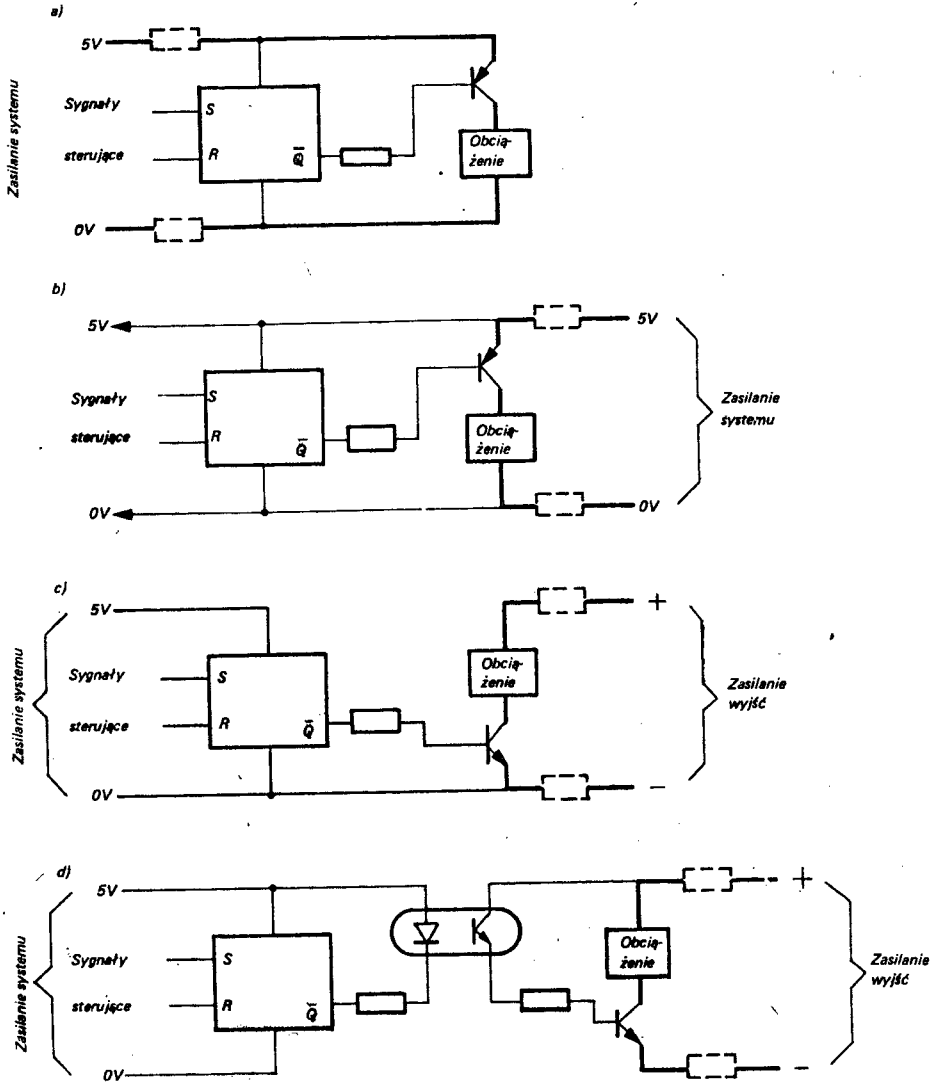 a)
5V
Zasilanie systemu
Sygnały
sterujące
S
R
Q̅
Obcią-
żenie
0V
b)
5V
5V
Sygnały
sterujące
S
R
Q̅
Obcią-
żenie
Zasilanie
systemu
0V
0V
c)
5V
+
Zasilanie systemu
Sygnały
sterujące
S
R
Q̅
Obcią-
żenie
Zasilanie
wyjść
0V
−
d)
5V
+
Zasilanie systemu
Sygnały
sterujące
S
R
Q̅
Obcią-
żenie
Zasilanie
wyjść
0V
−